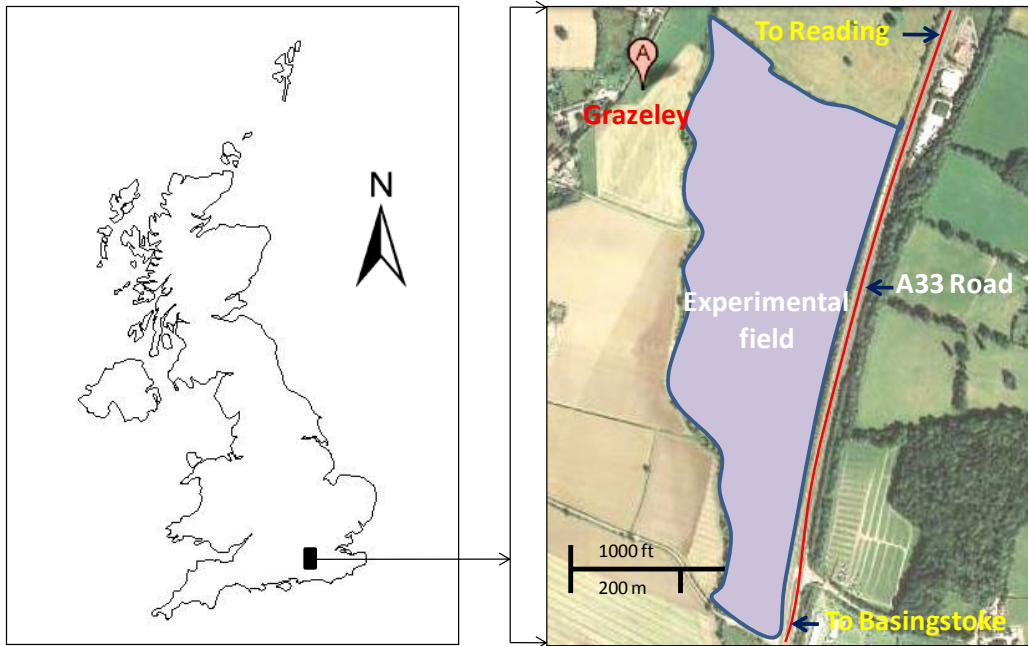 N
To Reading
A
Grazeley
A33 Road
Experimental
field
1000 ft
200 m
To Basingstoke